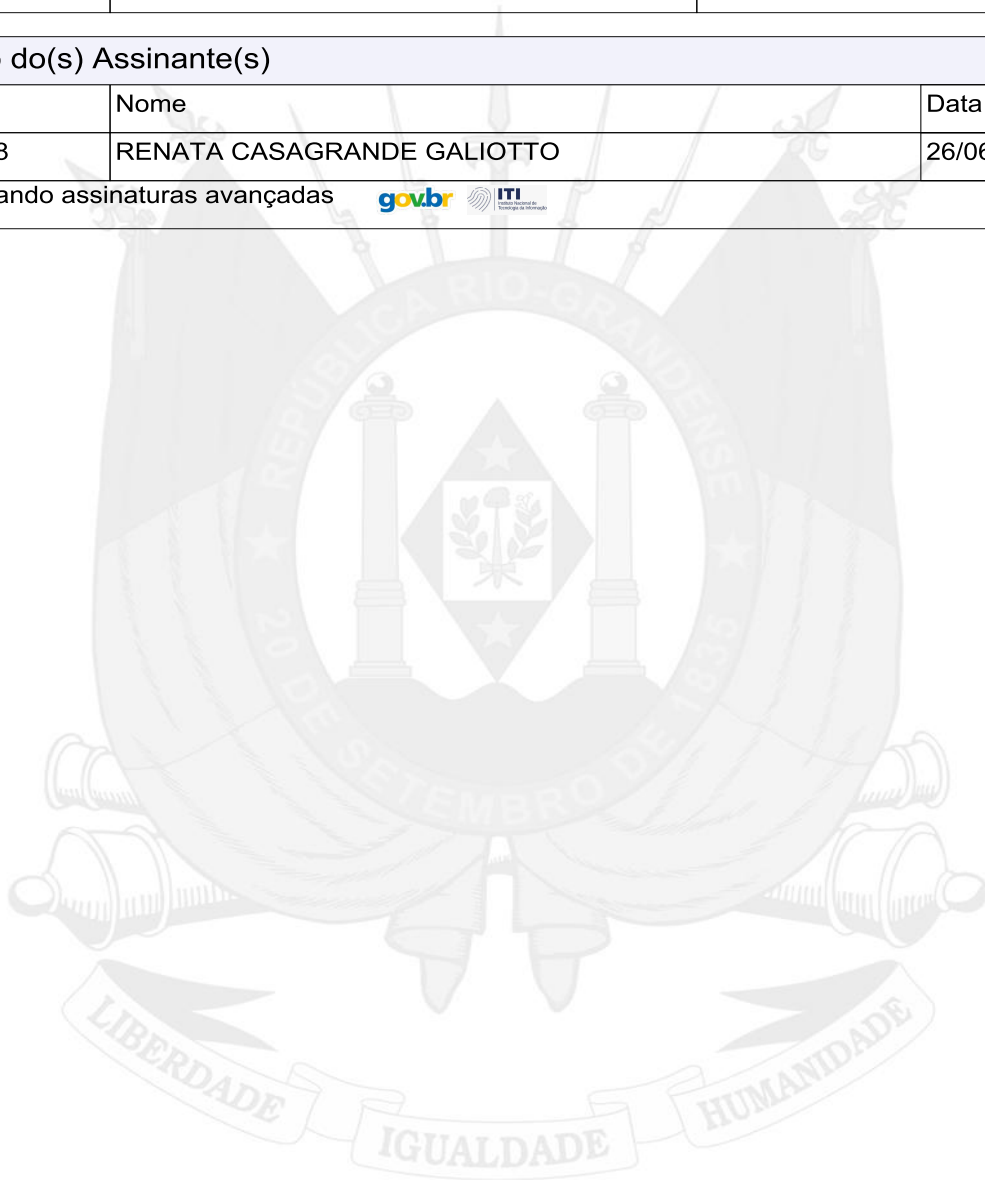 do(s) Assinante(s)
Nome
Data
RENATA CASAGRANDE GALIOTTO
26/06
ando assinaturas avançadas gov.br ITI
REPÚBLICA RIO-GRANDENSE
20 DE SETEMBRO DE 1835
LIBERDADE
IGUALDADE
HUMANIDADE